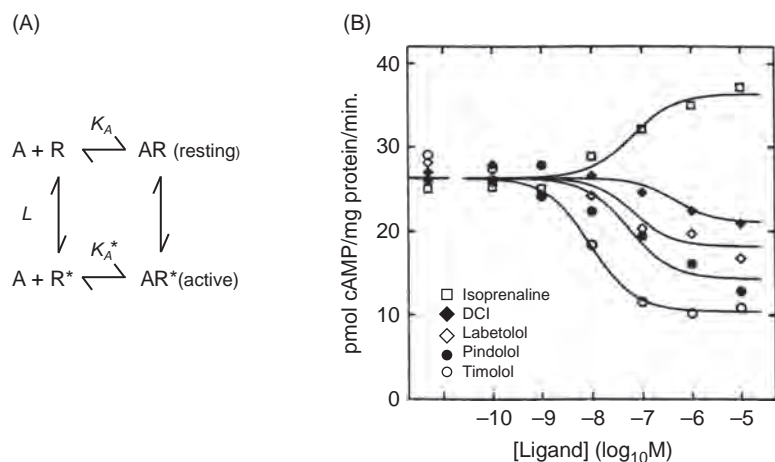 (A)
K_A
A + R AR (resting)
L
K_A*
A + R* AR* (active)
(B)
pmol cAMP/mg protein/min.
40
30
20
10
0
Isoprenaline
DCI
Labetolol
Pindolol
Timolol
–10 –9 –8 –7 –6 –5
[Ligand] (log₁₀M)